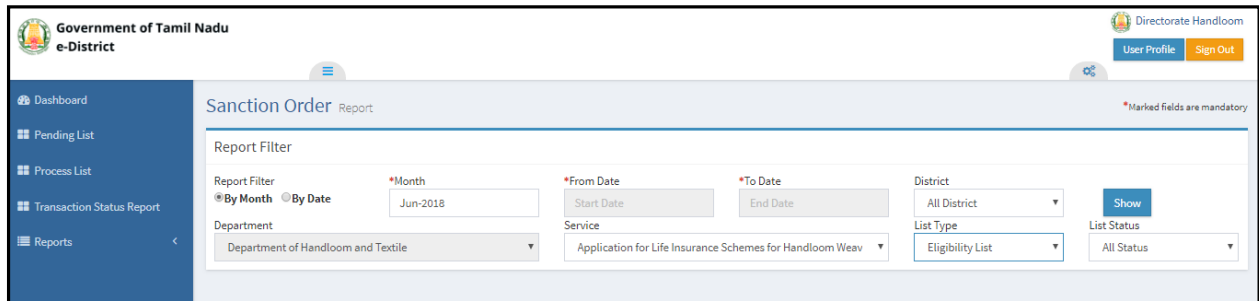 Government of Tamil Nadu
e-District
Directorate Handloom
User Profile
Sign Out
Dashboard
Pending List
Process List
Transaction Status Report
Reports
Sanction Order Report
*Marked fields are mandatory
Report Filter
Report Filter
By Month By Date
*Month
Jun-2018
*From Date
Start Date
*To Date
End Date
District
All District
Show
Department
Department of Handloom and Textile
Service
Application for Life Insurance Schemes for Handloom Weav
List Type
Eligibility List
List Status
All Status